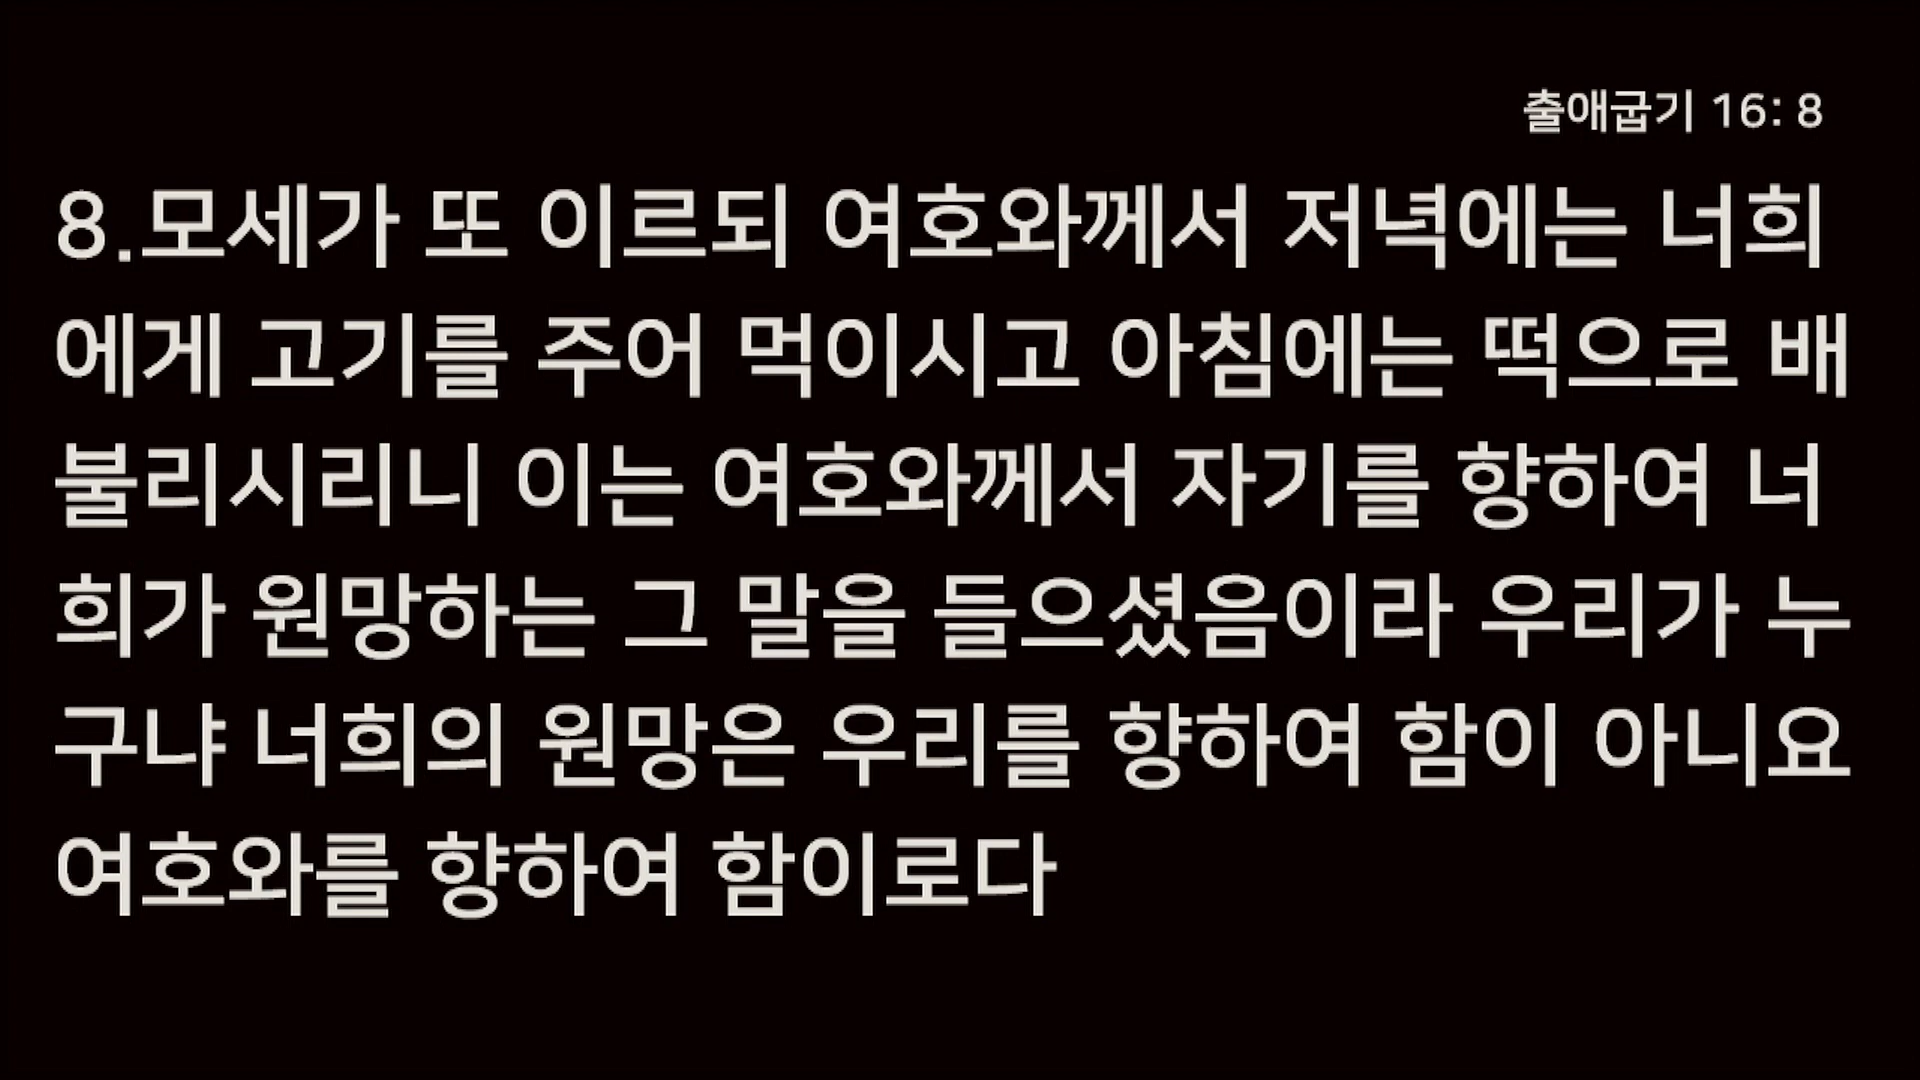 출애굽기 16: 8
8.모세가 또 이르되 여호와께서 저녁에는 너희
에게 고기를 주어 먹이시고 아침에는 떡으로 배
불리시리니 이는 여호와께서 자기를 향하여 너
희가 원망하는 그 말을 들으셨음이라 우리가 누
구냐 너희의 원망은 우리를 향하여 함이 아니요
여호와를 향하여 함이로다